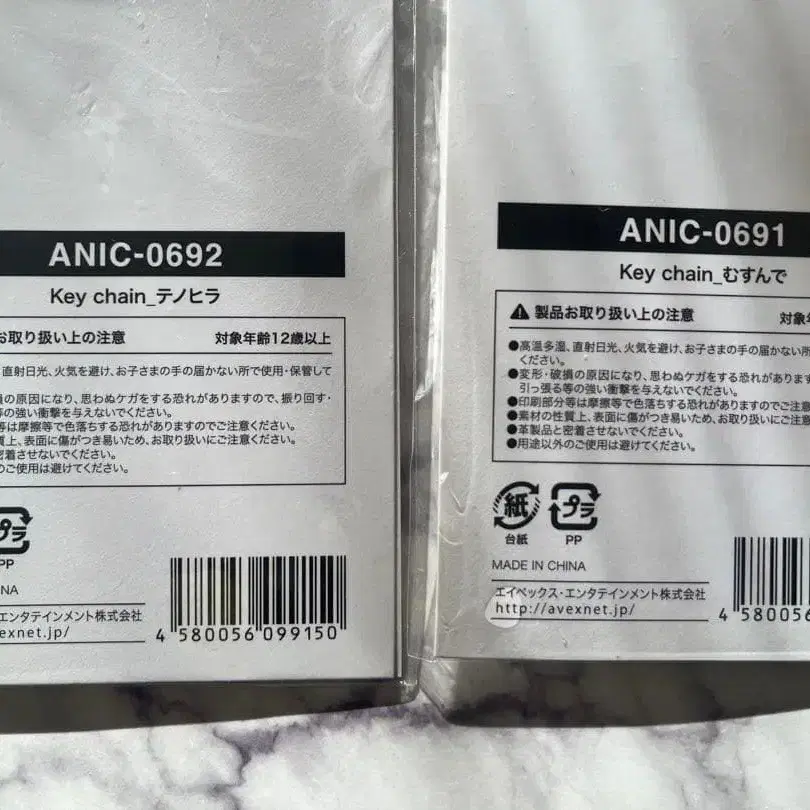 ANIC-0692
Key chain_テノヒラ
お取り扱い上の注意 対象年齢12歳以上
直射日光、火気を避け、お子さまの手の届かない所で使用・保管して
の原因になり、思わぬケガをする恐れがありますので、振り回す・
等の強い衝撃を与えないでください。
等は摩擦等で色落ちする恐れがありますのでご注意ください。
質上、表面に傷がつき易いため、お取り扱いにご注意ください。
密着させないでください。
のご使用は避けてください。
プラ
PP
NA
エンタテインメント株式会社
exnet.jp/
4 580056 099150
ANIC-0691
Key chain_むすんで
製品お取り扱い上の注意 対象
●高温多湿、直射日光、火気を避け、お子さまの手の届かない所
ください。
●変形・破損の原因になり、思わぬケガをする恐れがあります
引っ張る等の強い衝撃を与えないでください。
●印刷部分等は摩擦等で色落ちする恐れがありますのでご注意
●素材の性質上、表面に傷がつき易いため、お取り扱いにご注意
●革製品と密着させないでください。
●用途以外のご使用は避けてください。
紙 プラ
台紙 PP
MADE IN CHINA
エイベックス・エンタテインメント株式会社
http://avexnet.jp/
4 580056